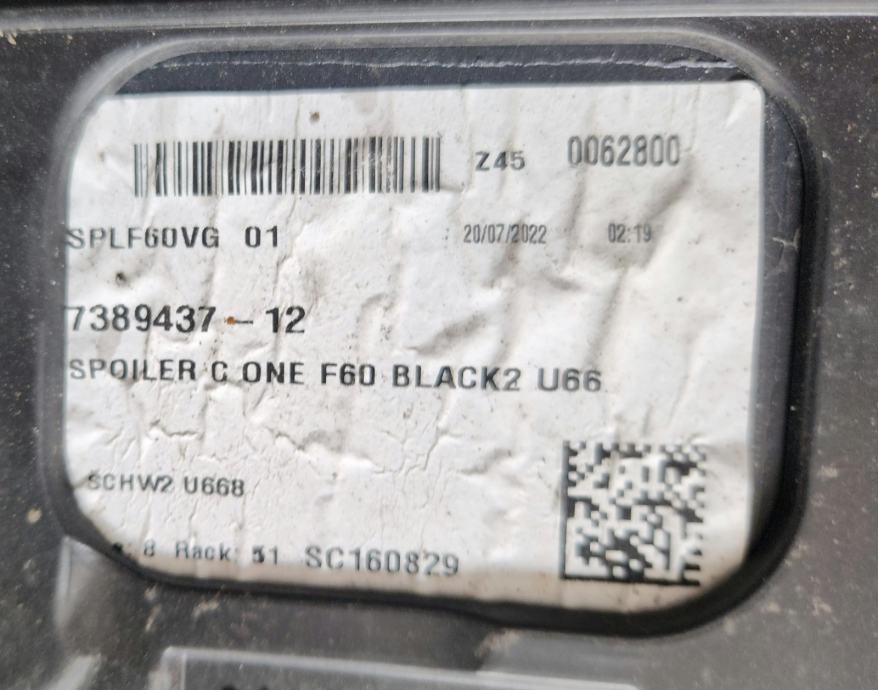 Z45 0062800
SPLF60VG 01 20/07/2022 02:19
7389437 - 12
SPOILER C ONE F60 BLACK2 U66
SCHW2 U668
8 Rack: SC160829